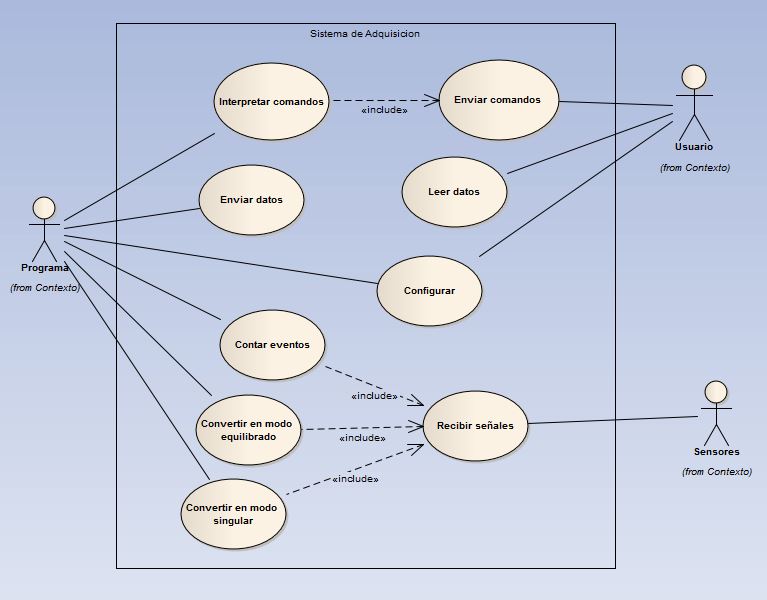 Sistema de Adquisicion
Interpretar comandos
«include»
Enviar comandos
Usuario
(from Contexto)
Enviar datos
Leer datos
Programa
(from Contexto)
Configurar
Contar eventos
«include»
Convertir en modo
equilibrado
«include»
Recibir señales
Sensores
(from Contexto)
«include»
Convertir en modo
singular